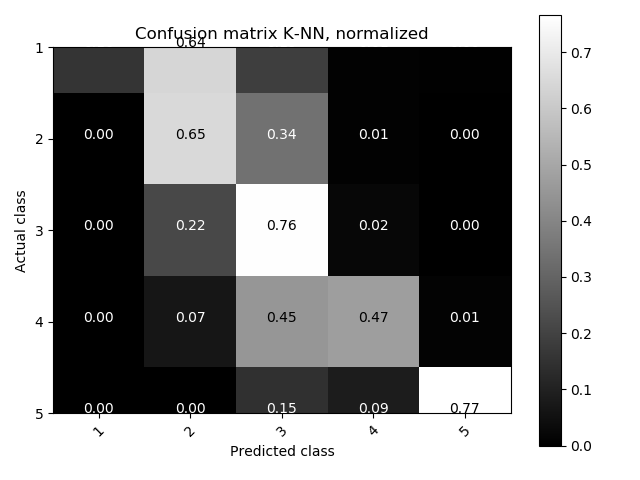 Confusion matrix K-NN, normalized
0.64
1
2 0.00 0.65 0.34 0.01 0.00
3 0.00 0.22 0.76 0.02 0.00
4 0.00 0.07 0.45 0.47 0.01
5 0.00 0.00 0.15 0.09 0.77
1 2 3 4 5
Predicted class
Actual class
0.7
0.6
0.5
0.4
0.3
0.2
0.1
0.0